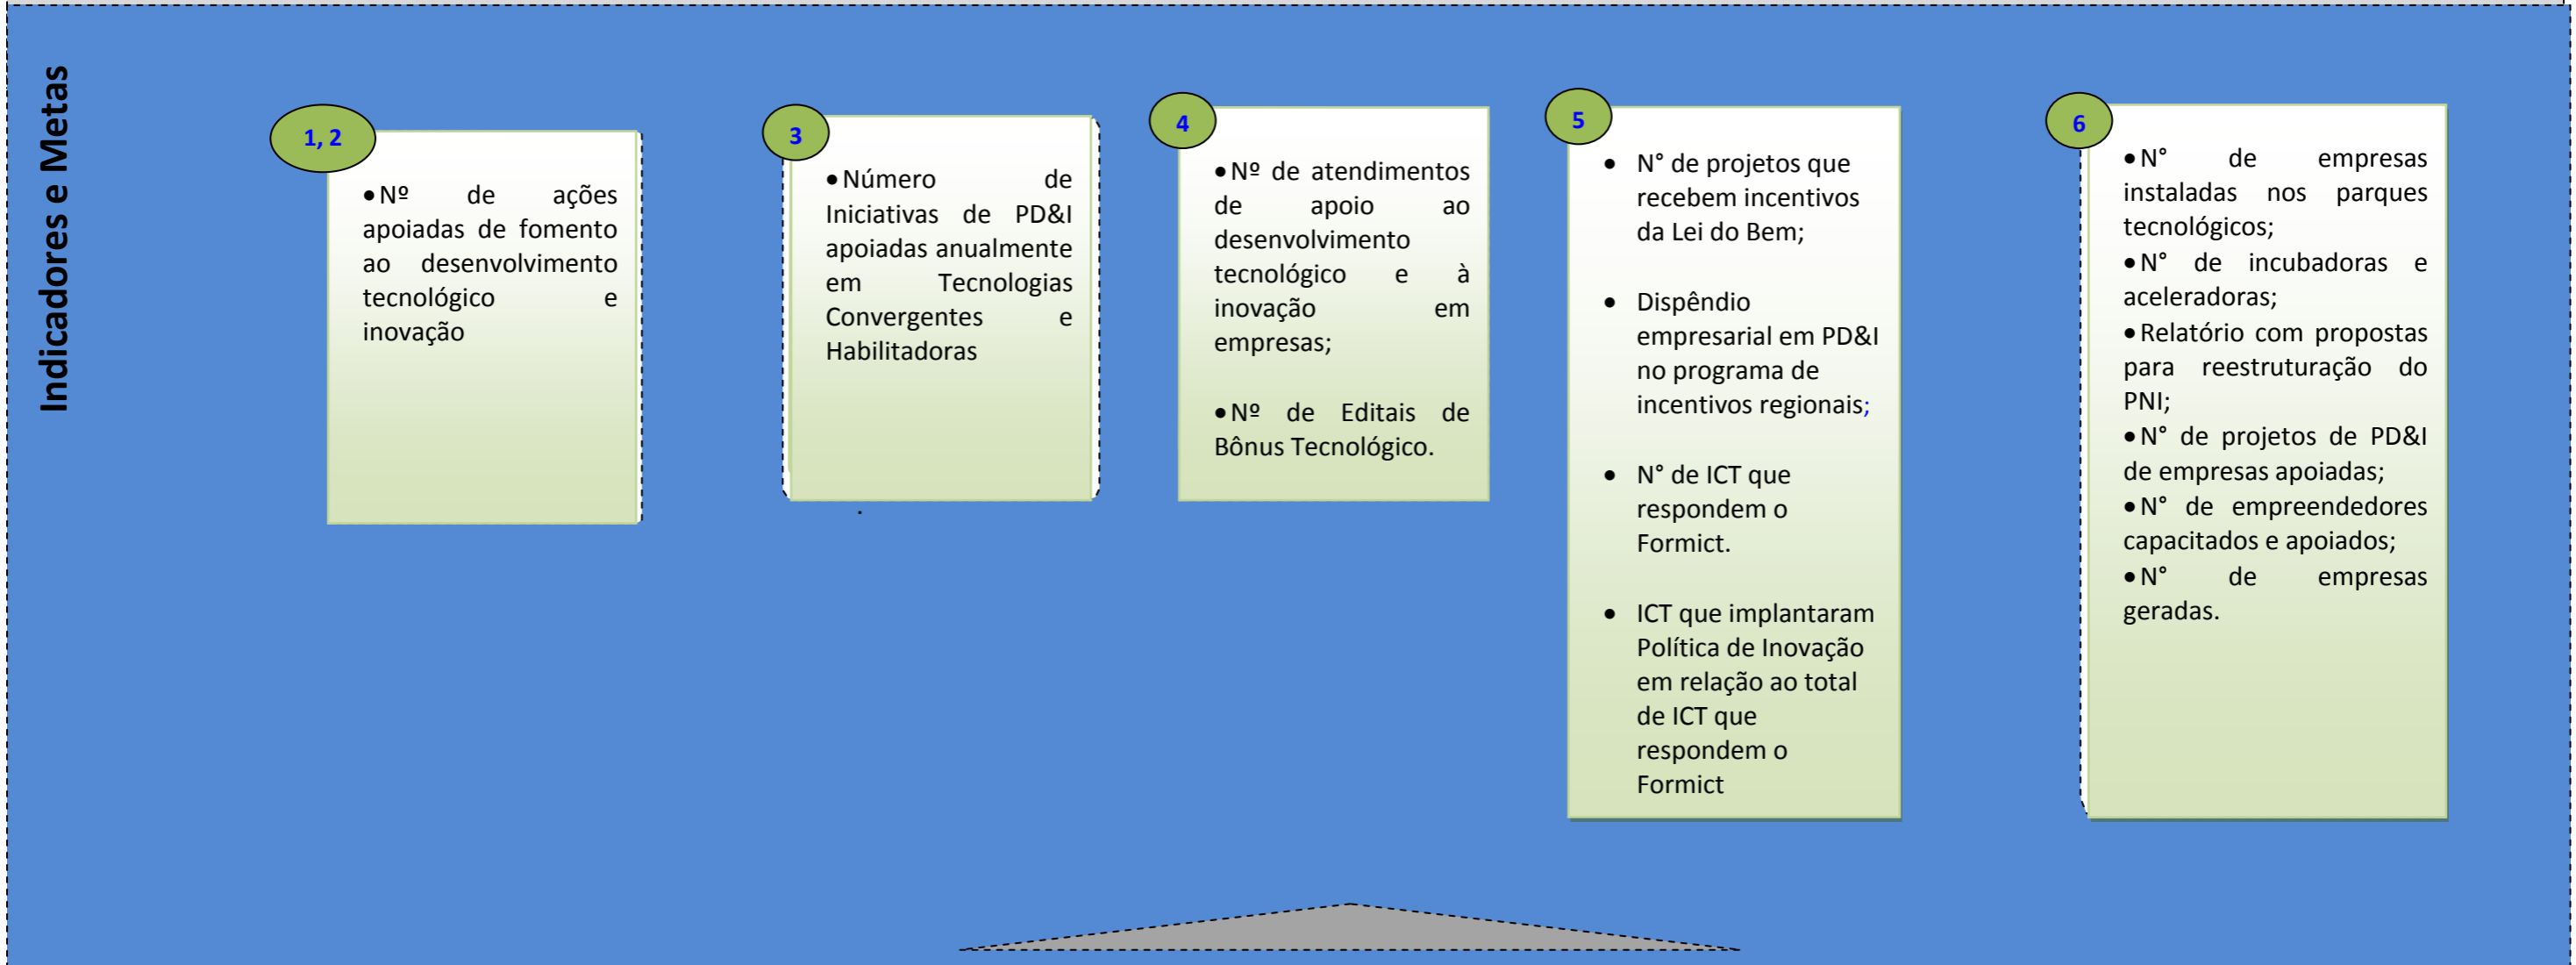 Indicadores e Metas
1, 2
•Nº de ações
apoiadas de fomento
ao desenvolvimento
tecnológico e
inovação
3
•Número de
Iniciativas de PD&I
apoiadas anualmente
em Tecnologias
Convergentes e
Habilitadoras
.
4
•Nº de atendimentos
de apoio ao
desenvolvimento
tecnológico e à
inovação em
empresas;
•Nº de Editais de
Bônus Tecnológico.
5
• N° de projetos que
recebem incentivos
da Lei do Bem;
• Dispêndio
empresarial em PD&I
no programa de
incentivos regionais;
• N° de ICT que
respondem o
Formict.
• ICT que implantaram
Política de Inovação
em relação ao total
de ICT que
respondem o
Formict
6
•N° de empresas
instaladas nos parques
tecnológicos;
•N° de incubadoras e
aceleradoras;
•Relatório com propostas
para reestruturação do
PNI;
•N° de projetos de PD&I
de empresas apoiadas;
•N° de empreendedores
capacitados e apoiados;
•N° de empresas
geradas.